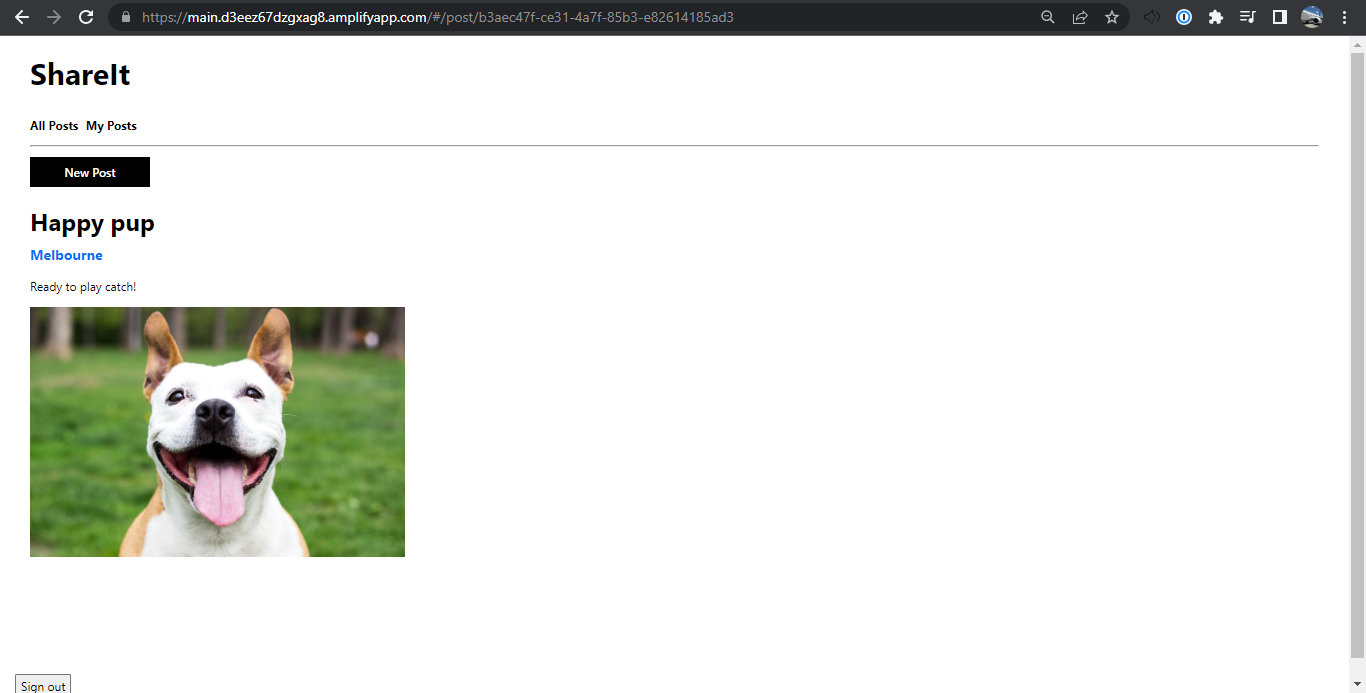 https://main.d3eez67dzgxag8.amplifyapp.com/#/post/b3aec47f-ce31-4a7f-85b3-e82614185ad3
ShareIt
All Posts My Posts
New Post
Happy pup
Melbourne
Ready to play catch!
Sign out